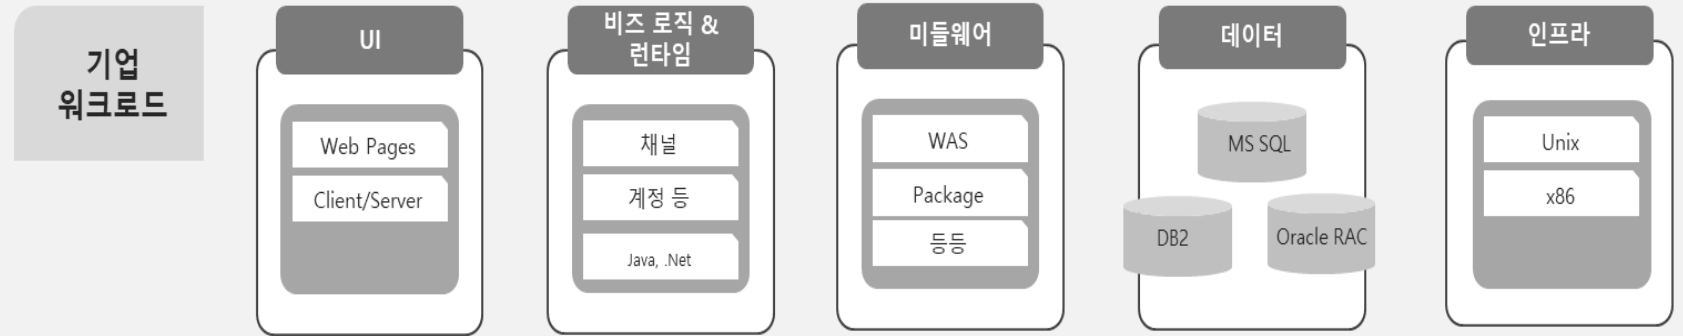 기업
워크로드
UI
Web Pages
Client/Server
비즈 로직 &
런타임
채널
계정 등
Java, .Net
미들웨어
WAS
Package
등등
데이터
MS SQL
DB2
Oracle RAC
인프라
Unix
x86